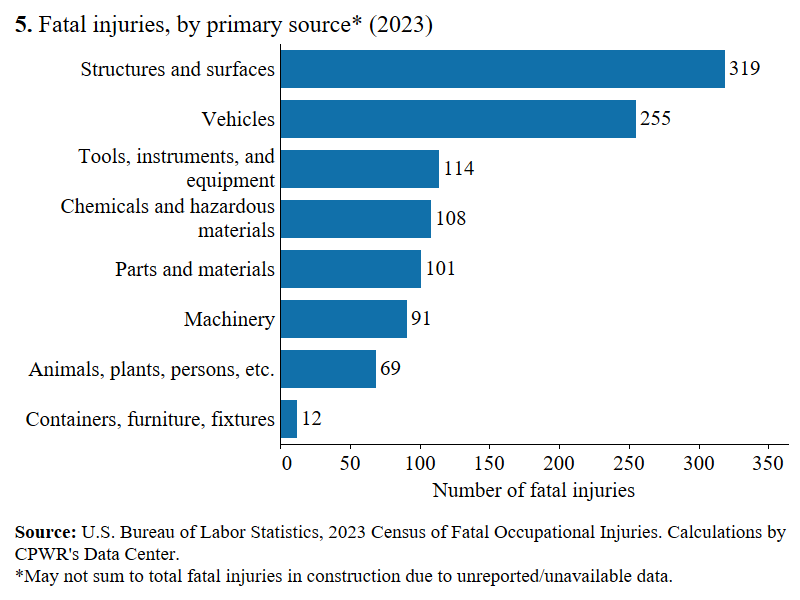 5. Fatal injuries, by primary source* (2023)
Structures and surfaces 319
Vehicles 255
Tools, instruments, and
equipment 114
Chemicals and hazardous
materials 108
Parts and materials 101
Machinery 91
Animals, plants, persons, etc. 69
Containers, furniture, fixtures 12
0 50 100 150 200 250 300 350
Number of fatal injuries
Source: U.S. Bureau of Labor Statistics, 2023 Census of Fatal Occupational Injuries. Calculations by
CPWR's Data Center.
*May not sum to total fatal injuries in construction due to unreported/unavailable data.